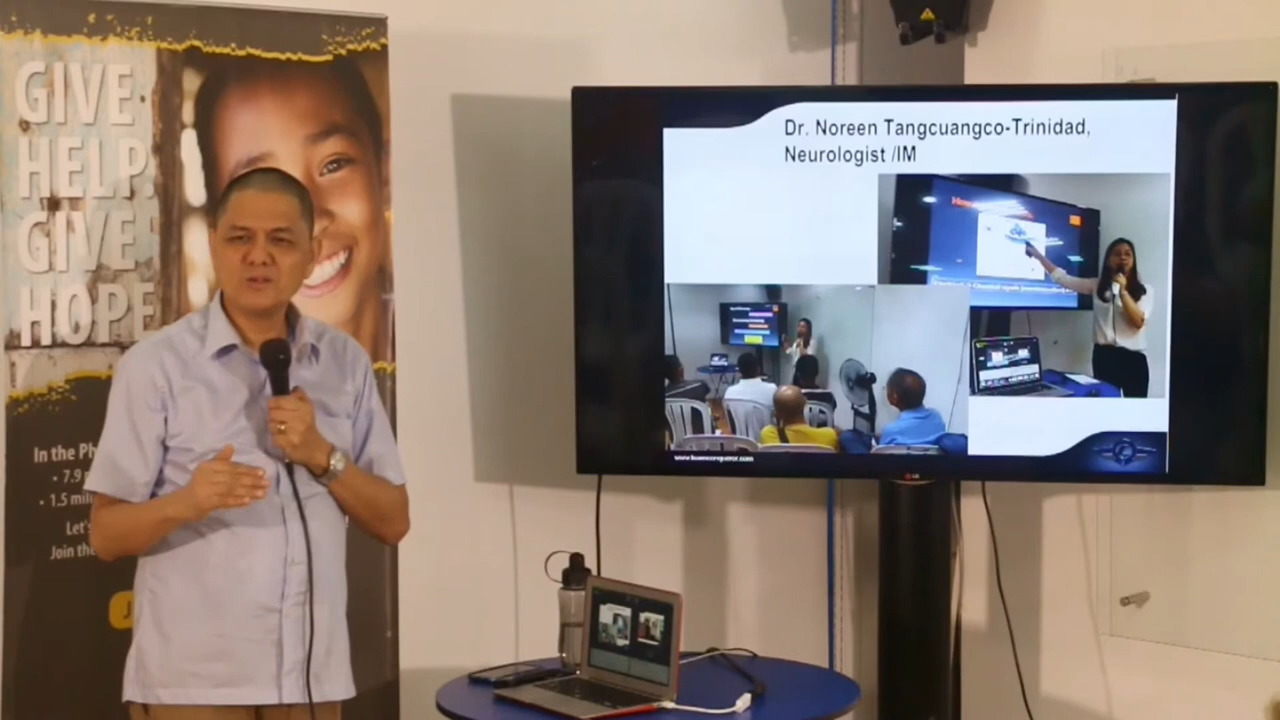 GIVE
HELP.
GIVE
HOPE
In the Ph
• 7.9
• 1.5 mil
Let's
Join the
Dr. Noreen Tangcuangco-Trinidad,
Neurologist /IM
LG